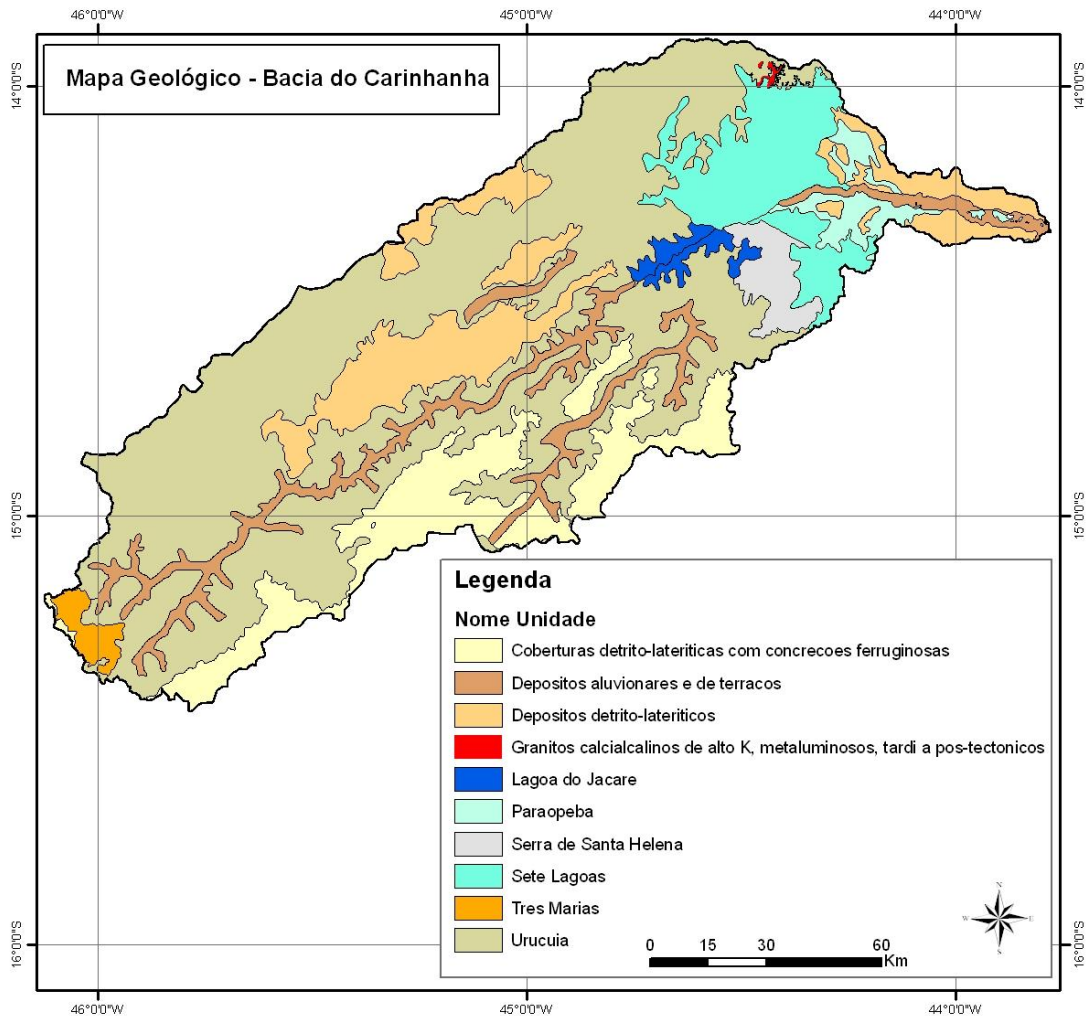 46°0'0"W 45°0'0"W 44°0'0"W
Mapa Geológico - Bacia do Carinhanha
14°0'0"S 14°0'0"S
15°0'0"S 15°0'0"S
Legenda
Nome Unidade
Coberturas detrito-lateriticas com concrecoes ferruginosas
Depositos aluvionares e de terracos
Depositos detrito-lateriticos
Granitos calcialcalinos de alto K, metaluminosos, tardi a pos-tectonicos
Lagoa do Jacare
Paraopeba
Serra de Santa Helena
Sete Lagoas
Tres Marias
Urucuia
N
W E
S
0 15 30 60
Km
16°0'0"S 16°0'0"S
46°0'0"W 45°0'0"W 44°0'0"W